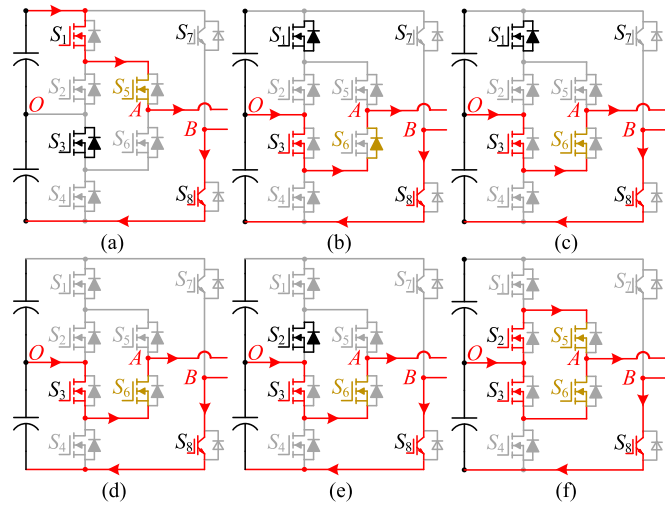 S1 S7
S2 S5
O A
B
S3 S6
S4 S8
(a)
S1 S7
S2 S5
O A
B
S3 S6
S4 S8
(b)
S1 S7
S2 S5
O A
B
S3 S6
S4 S8
(c)
S1 S7
S2 S5
O A
B
S3 S6
S4 S8
(d)
S1 S7
S2 S5
O A
B
S3 S6
S4 S8
(e)
S1 S7
S2 S5
O A
B
S3 S6
S4 S8
(f)